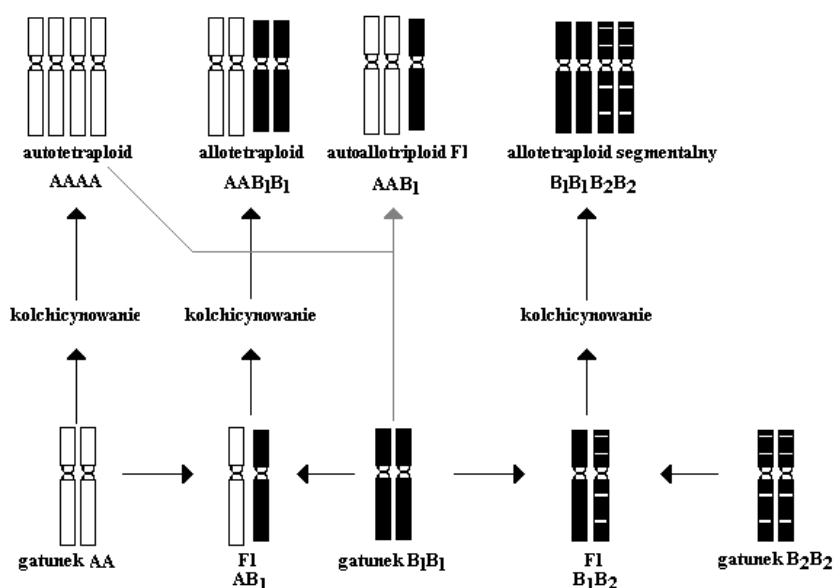 autotetraploid allotetraploid autoallotriploid F1 allotetraploid segmentalny
AAAA AAB1B1 AAB1 B1B1B2B2
kolchicynowanie kolchicynowanie kolchicynowanie
gatunek AA F1 gatunek B1B1 F1 gatunek B2B2
AB1 B1B2